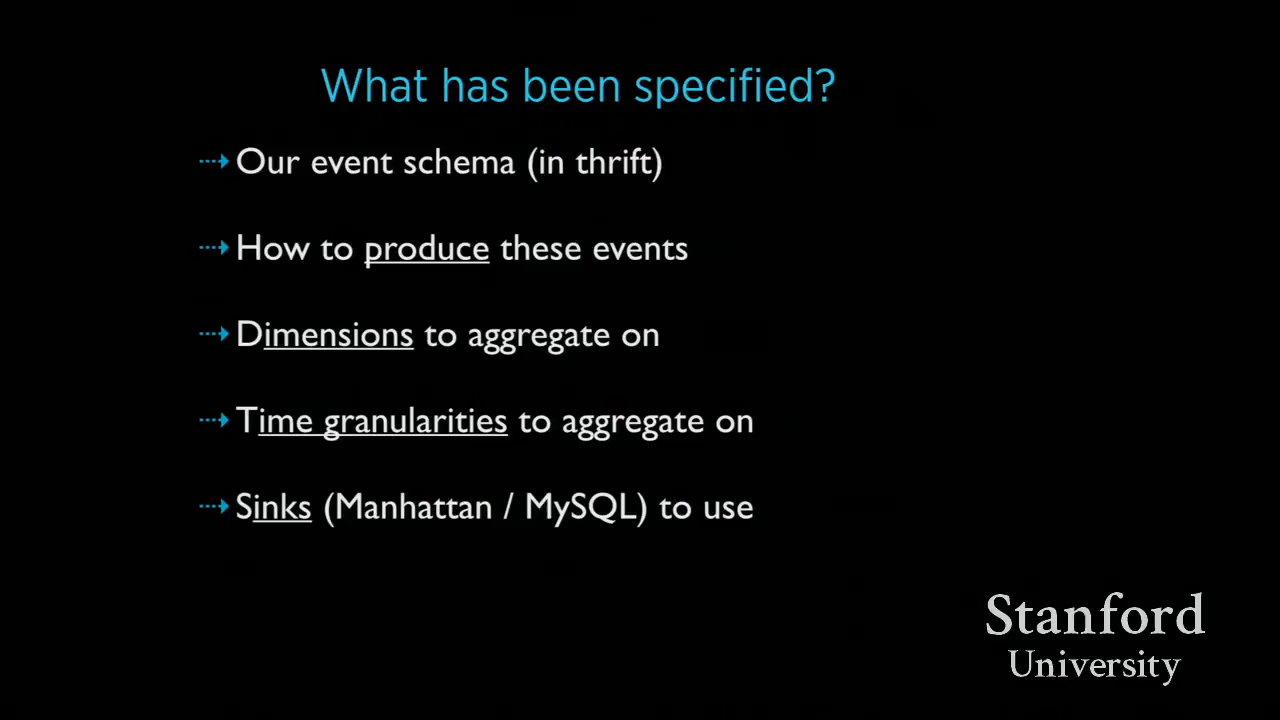 What has been specified?
Our event schema (in thrift)
How to produce these events
Dimensions to aggregate on
Time granularities to aggregate on
Sinks (Manhattan / MySQL) to use
Stanford
University